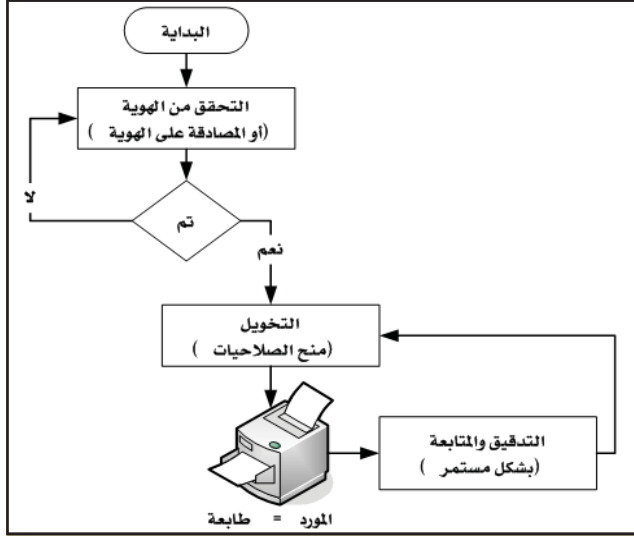 البداية
التحقق من الهوية
(أو المصادقة على الهوية )
لا
تم
نعم
التخويل
(منح الصلاحيات )
التدقيق والمتابعة
(بشكل مستمر )
المورد = طابعة